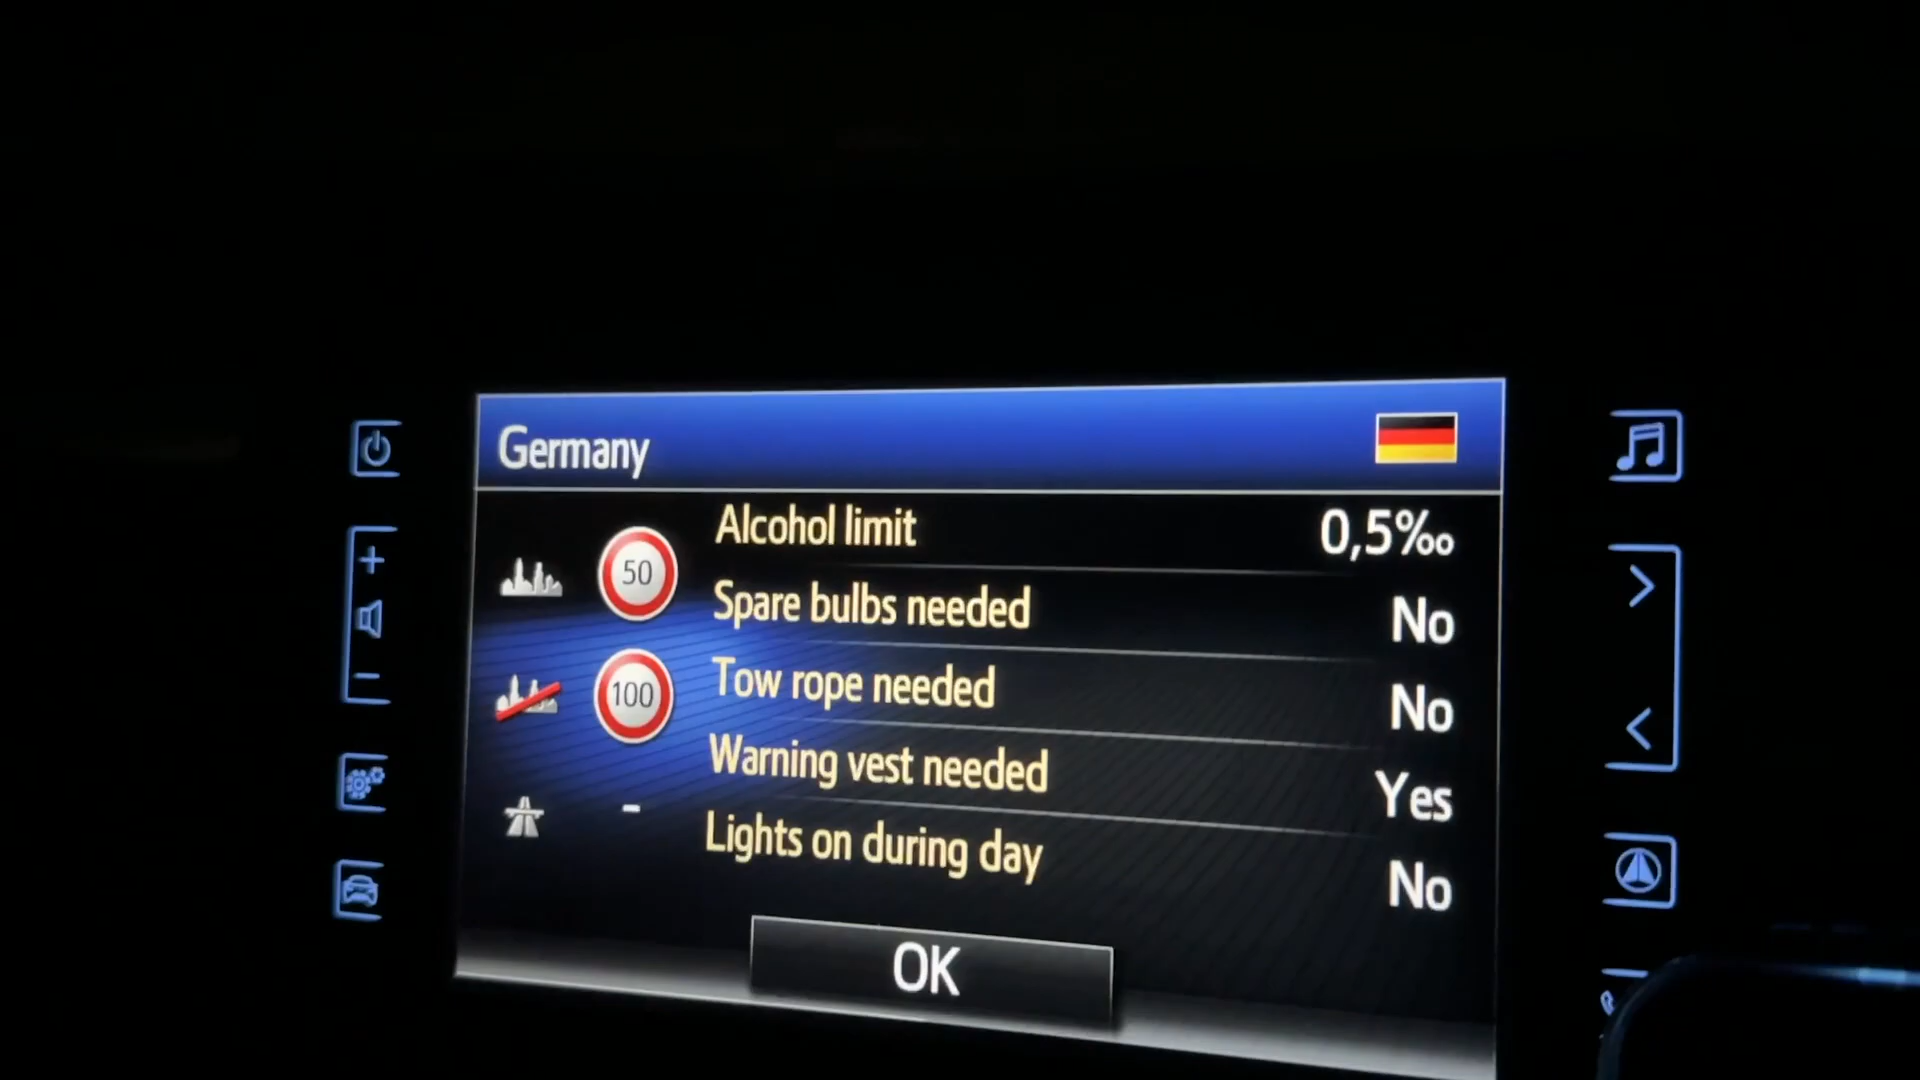 Germany
Alcohol limit 0,5‰
50
Spare bulbs needed No
100
Tow rope needed No
Warning vest needed Yes
-
Lights on during day No
OK